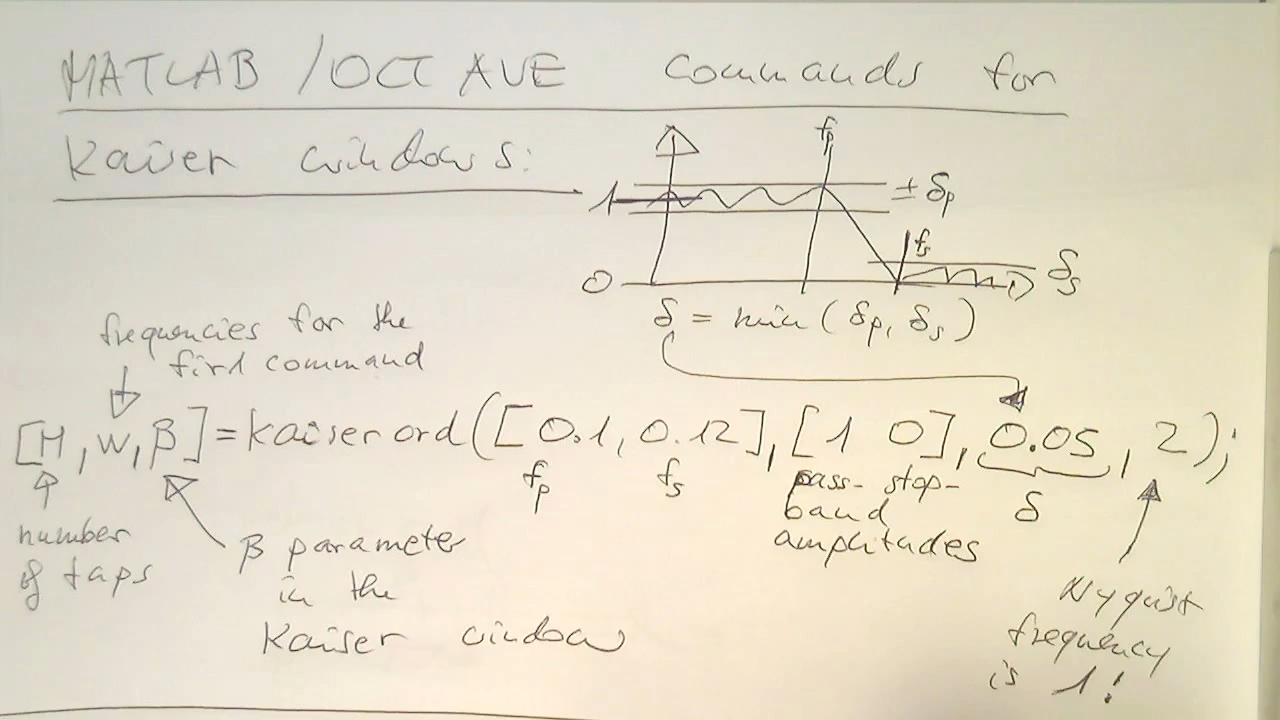 MATLAB / OCTAVE commands for
Kaiser windows:
fp
1
± δp
fs
0
δs
δ = min ( δp, δs )
frequencies for the
fir1 command
[M, w, β] = kaiserord([0.1, 0.12], [1 0], 0.05, 2);
fp fs pass- stop-
band
amplitudes
δ
number
of taps
β parameter
in the
Kaiser window
Nyquist
frequency
is 1!